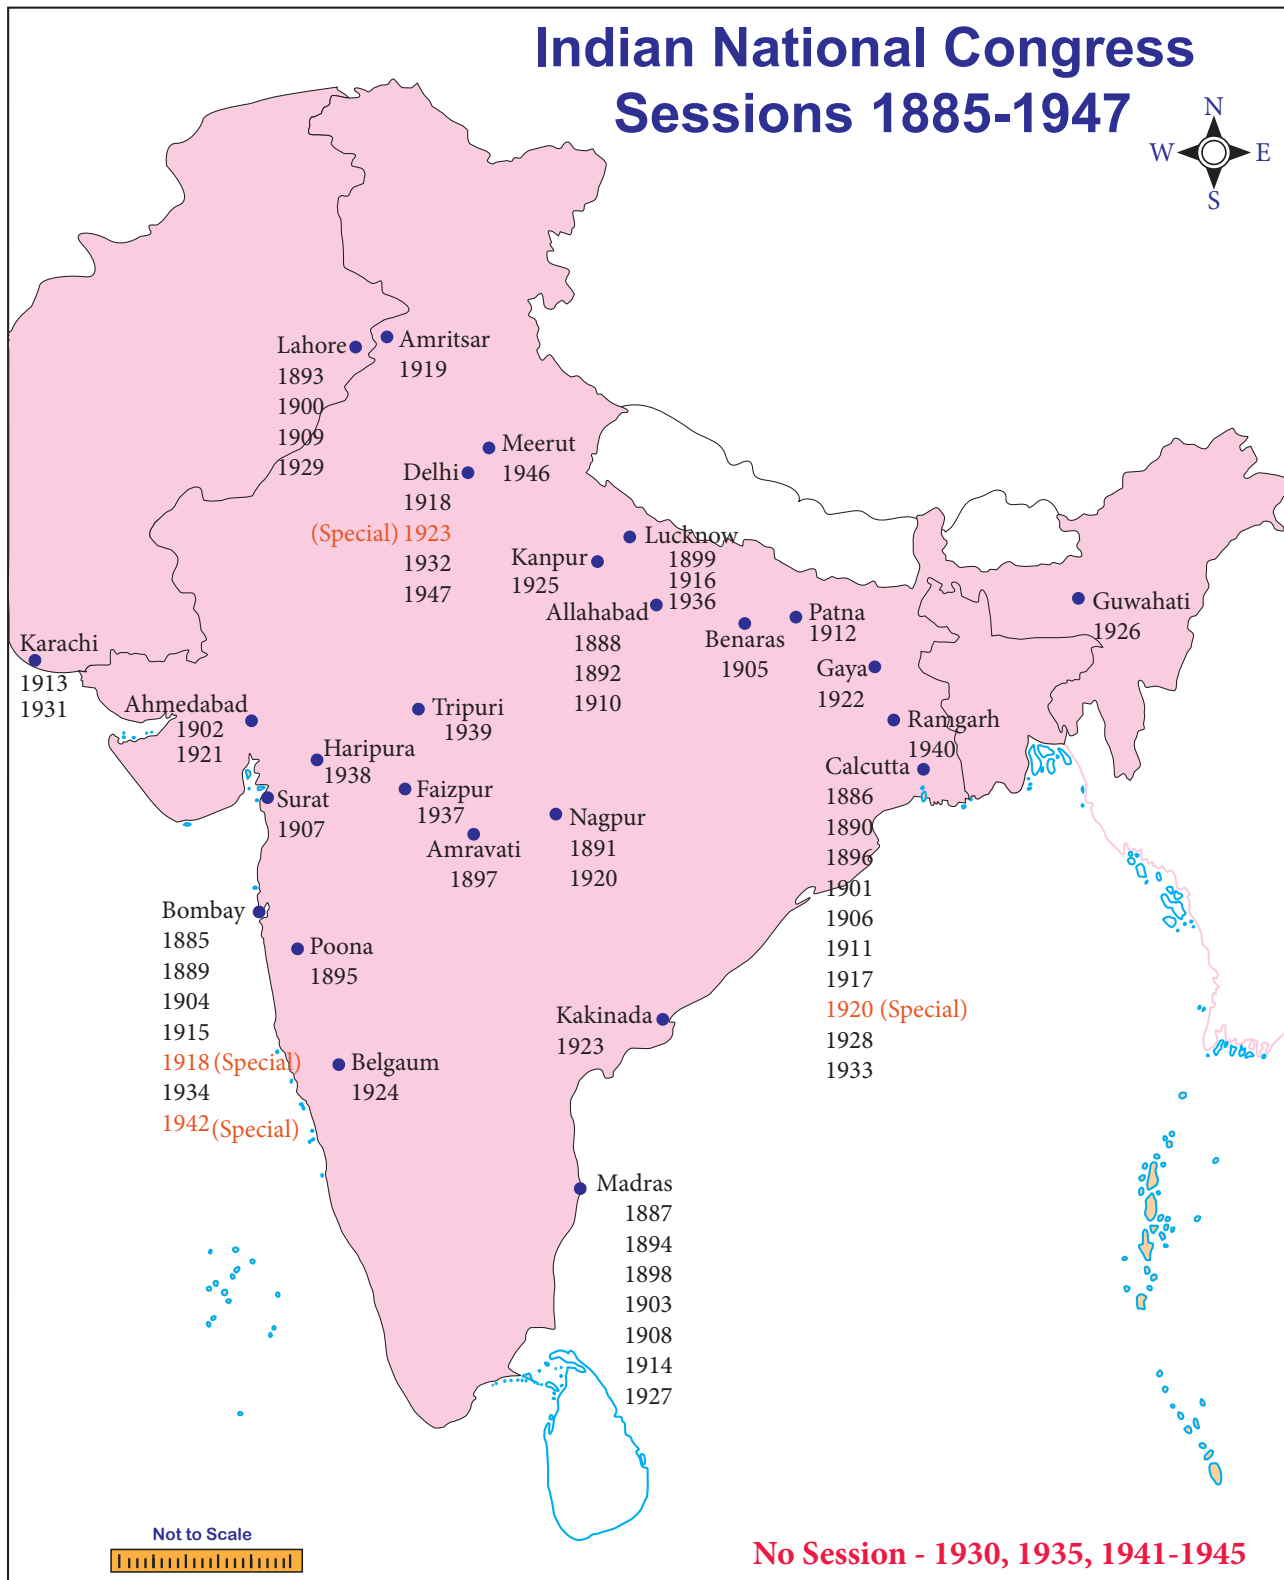 Indian National Congress
Sessions 1885-1947
N
W E
S
Lahore
1893
1900
1909
1929
Amritsar
1919
Meerut
1946
Delhi
1918
(Special) 1923
1932
1947
Lucknow
1899
1916
1936
Kanpur
1925
Allahabad
1888
1892
1910
Benaras
1905
Patna
1912
Gaya
1922
Guwahati
1926
Karachi
1913
1931
Ahmedabad
1902
1921
Tripuri
1939
Haripura
1938
Ramgarh
1940
Surat
1907
Faizpur
1937
Amravati
1897
Nagpur
1891
1920
Calcutta
1886
1890
1896
1901
1906
1911
1917
1920 (Special)
1928
1933
Bombay
1885
1889
1904
1915
1918 (Special)
1934
1942 (Special)
Poona
1895
Kakinada
1923
Belgaum
1924
Madras
1887
1894
1898
1903
1908
1914
1927
Not to Scale
No Session - 1930, 1935, 1941-1945